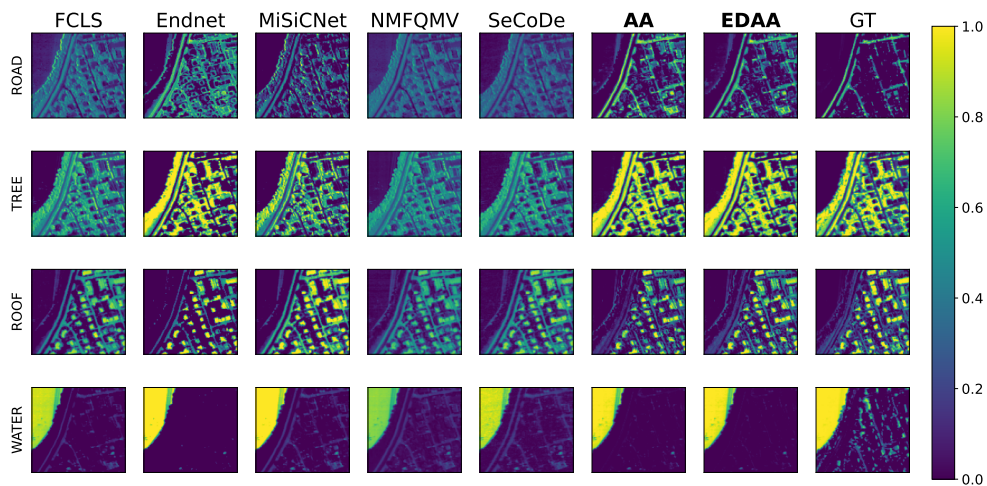 FCLS Endnet MiSiCNet NMFQMV SeCoDe AA EDAA GT
ROAD
TREE
ROOF
WATER
1.0
0.8
0.6
0.4
0.2
0.0